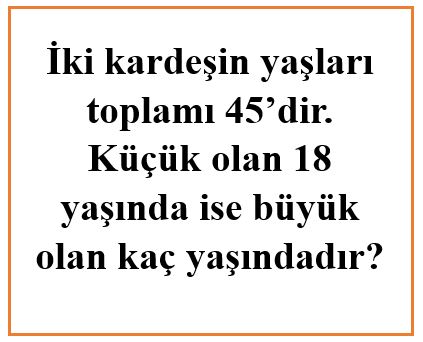 İki kardeşin yaşları
toplamı 45’dir.
Küçük olan 18
yaşında ise büyük
olan kaç yaşındadır?